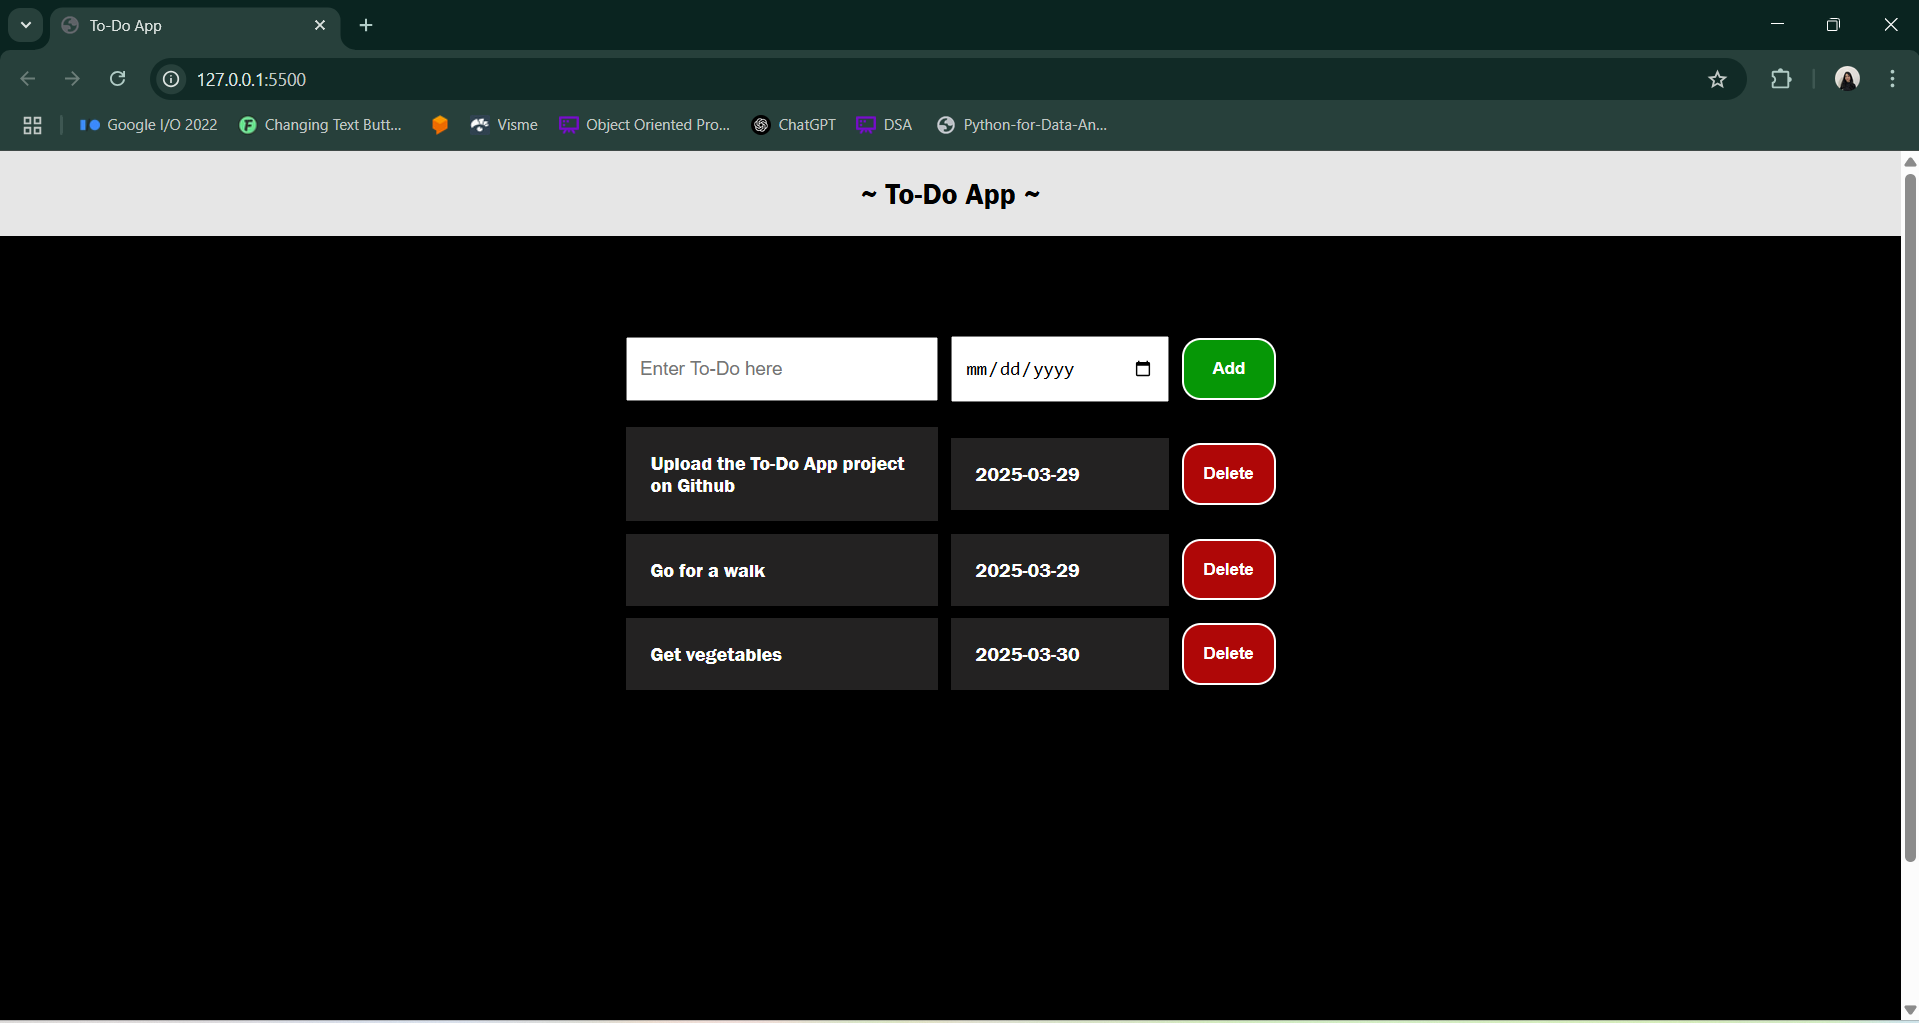 To-Do App
127.0.0.1:5500
Google I/O 2022
Changing Text Butt...
Visme
Object Oriented Pro...
ChatGPT
DSA
Python-for-Data-An...
~ To-Do App ~
Enter To-Do here
mm/dd/yyyy
Add
Upload the To-Do App project
on Github
2025-03-29
Delete
Go for a walk
2025-03-29
Delete
Get vegetables
2025-03-30
Delete